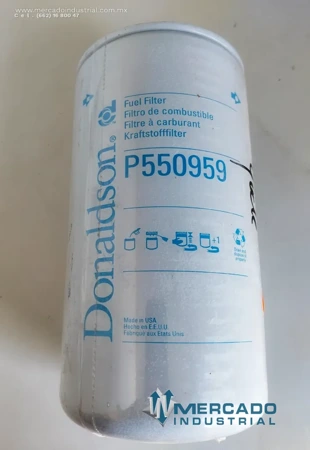 www.mercadoindustrial.com.mx
Fuel Filter
Filtro de combustible
Filtre à carburant
Kraftstofffilter
P550959
Donaldson
+1
Made in USA
Hecho en E.E.U.U.
Fabriqué aux Etats Unis
MERCADO
INDUSTRIAL